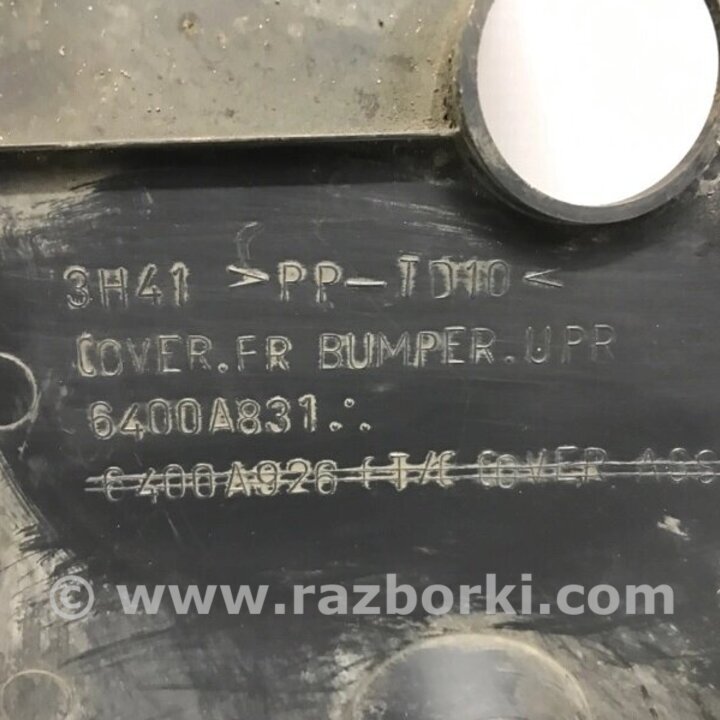 3H41 >PP-TD10<
COVER.FR BUMPER.UPR
6400A831.:.
6400A926 (T/C COVER ASS
© www.razborki.com